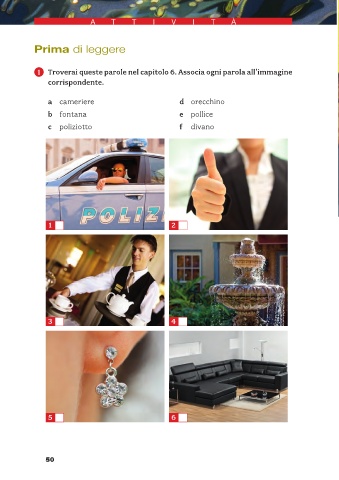 ATTIVITÀ
Prima di leggere
1 Troverai queste parole nel capitolo 6. Associa ogni parola all'immagine
corrispondente.
a cameriere
b fontana
c poliziotto
d orecchino
e pollice
f divano
POLIZ
1
2
3
4
5
6
50